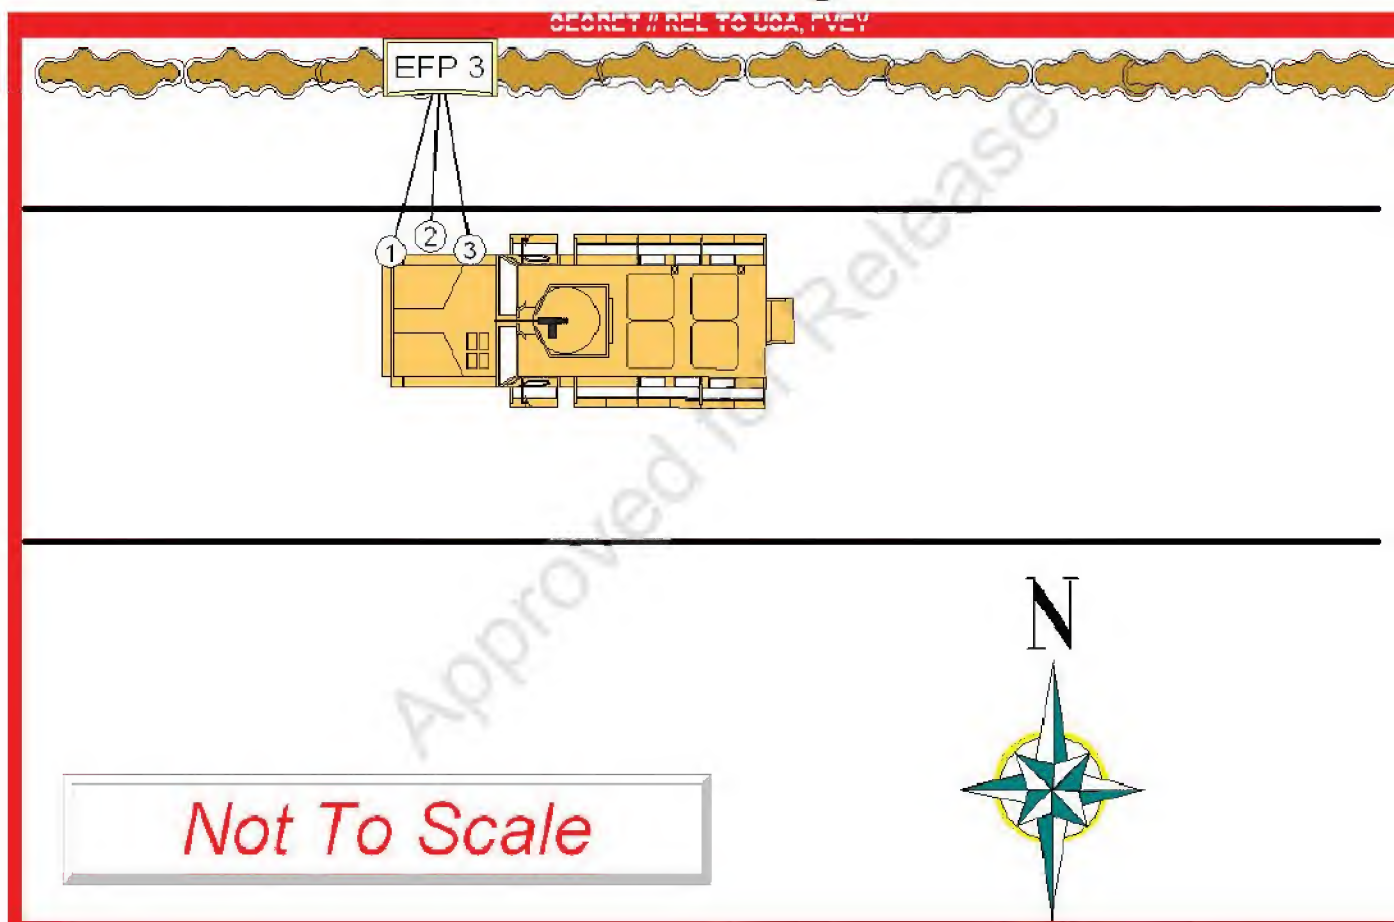 SECRET // REL TO USA, FVEY
EFP 3
1
2
3
Approved for Release
N
Not To Scale